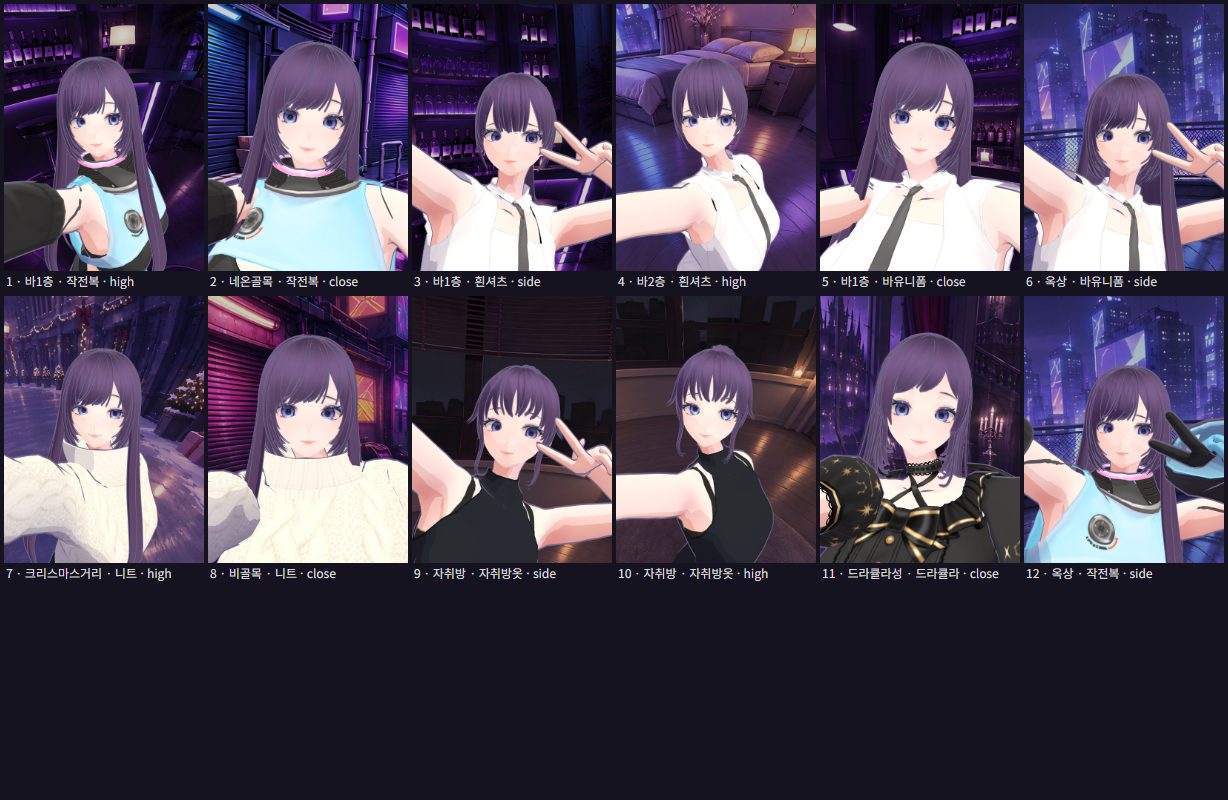 1 · 바1층 · 작전복 · high
2 · 네온골목 · 작전복 · close
3 · 바1층 · 흰셔츠 · side
4 · 바2층 · 흰셔츠 · high
5 · 바1층 · 바유니폼 · close
6 · 옥상 · 바유니폼 · side
7 · 크리스마스거리 · 니트 · high
8 · 비골목 · 니트 · close
9 · 자취방 · 자취방옷 · side
10 · 자취방 · 자취방옷 · high
11 · 드라큘라성 · 드라큘라 · close
12 · 옥상 · 작전복 · side